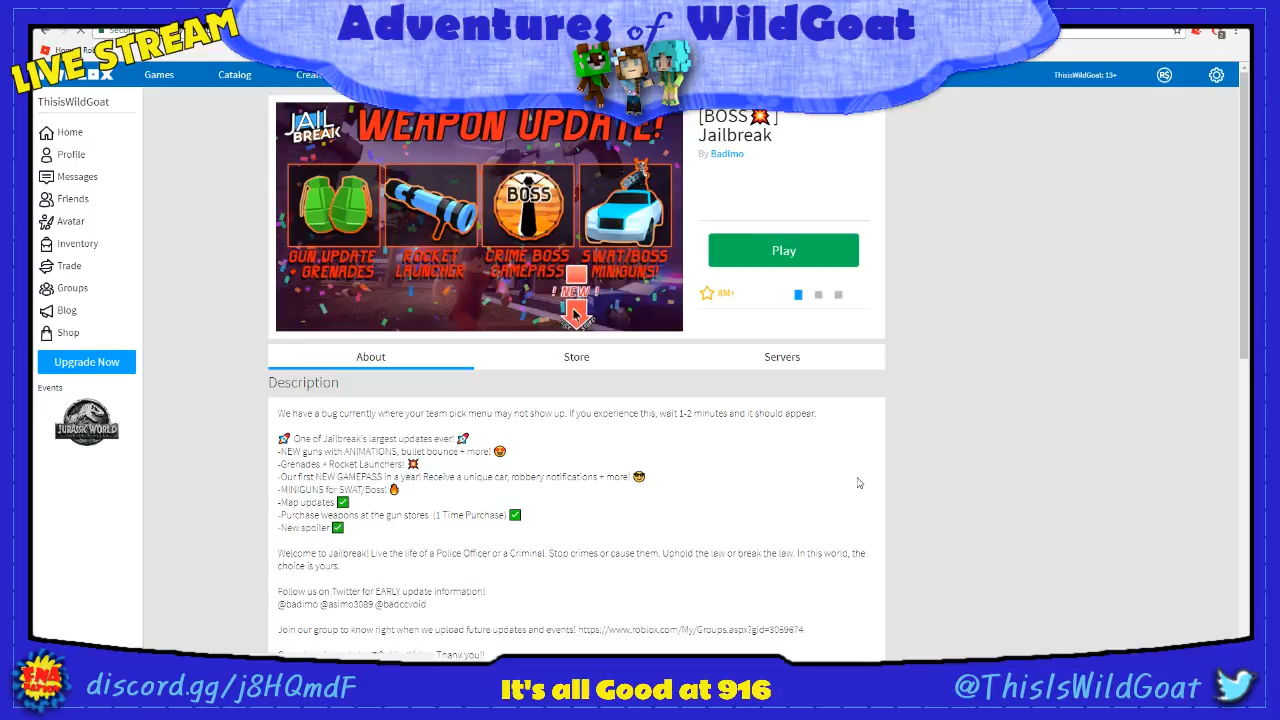 Adventures of WildGoat
LIVE STREAM
Games
Catalog
ThisisWildGoat: 13+
ThisisWildGoat
Home
Profile
Messages
Friends
Avatar
Inventory
Trade
Groups
Blog
Shop
Upgrade Now
Events
JURASSIC WORLD
JAIL BREAK
WEAPON UPDATE!
BOSS
GUN UPDATE + GRENADES
ROCKET LAUNCHER
CRIME BOSS GAMEPASS
SWAT/BOSS MINIGUNS!
! NEW !
[BOSS💥]
Jailbreak
By Badimo
Play
8M+
About
Store
Servers
Description
We have a bug currently where your team pick menu may not show up. If you experience this, wait 1-2 minutes and it should appear.
🚀 One of Jailbreak's largest updates ever! 🚀
-NEW guns with ANIMATIONS, bullet bounce + more! 😍
-Grenades + Rocket Launchers! 💥
-Our first NEW GAMEPASS in a year! Receive a unique car, robbery notifications + more! 😎
-MINIGUNS for SWAT/Boss! 🔥
-Map updates ✅
-Purchase weapons at the gun stores. (1 Time Purchase) ✅
-New spoiler ✅
Welcome to Jailbreak! Live the life of a Police Officer or a Criminal. Stop crimes or cause them. Uphold the law or break the law. In this world, the
choice is yours.
Follow us on Twitter for EARLY update information!
@badimo @asimo3089 @badccvoid
Join our group to know right when we upload future updates and events! https://www.roblox.com/My/Groups.aspx?gid=3059674
Thank you!!
discord.gg/j8HQmdF
It's all Good at 916
@ThisIsWildGoat